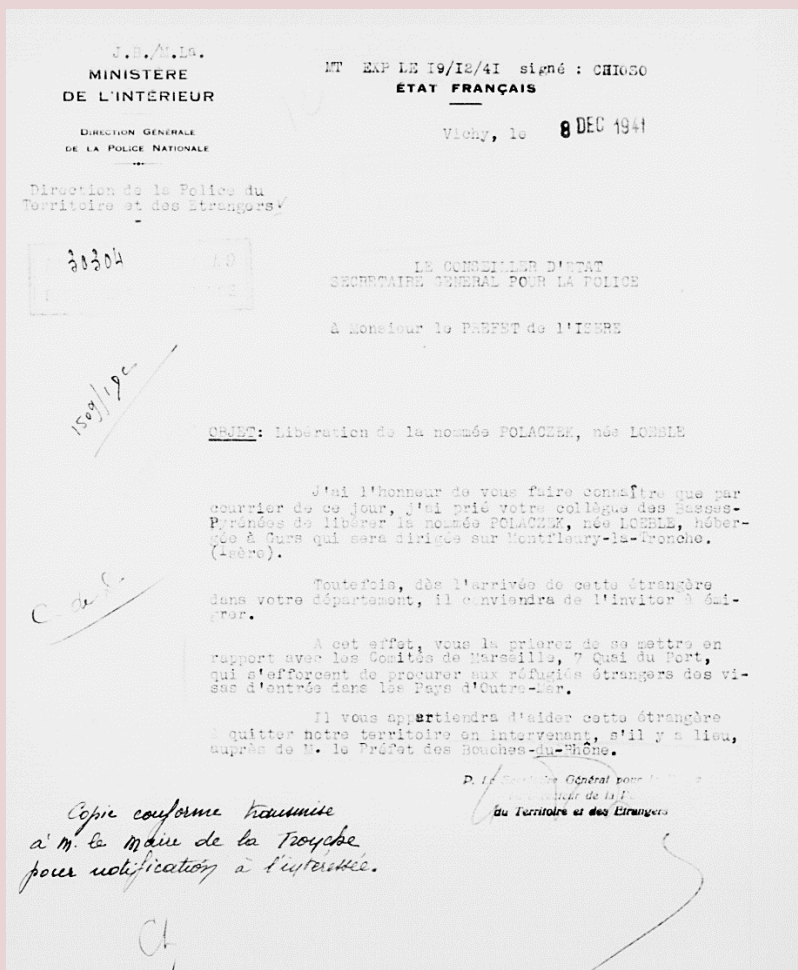 J.B./M.La.
MINISTÈRE
DE L'INTÉRIEUR
DIRECTION GÉNÉRALE
DE LA POLICE NATIONALE
Direction de la Police du
Territoire et des Etrangers
MT EXP LE 19/12/41 signé : CHIOSO
ÉTAT FRANÇAIS
Vichy, le 8 DEC 1941
30304
LE CONSEILLER D'ETAT
SECRETAIRE GENERAL POUR LA POLICE
à Monsieur le PREFET de l'ISERE
OBJET: Libération de la nommée POLACZEK, née LOEBLE
J'ai l'honneur de vous faire connaître que par
courrier de ce jour, j'ai prié votre collègue des Basses-
Pyrénées de libérer la nommée POLACZEK, née LOEBLE, héber-
gée à Gurs qui sera dirigée sur Montfleury-la-Tronche.
(Isère).
Toutefois, dès l'arrivée de cette étrangère
dans votre département, il conviendra de l'inviter à émi-
grer.
A cet effet, vous la prierez de se mettre en
rapport avec les Comités de Marseille, 7 Quai du Port,
qui s'efforcent de procurer aux réfugiés étrangers des vi-
sas d'entrée dans les Pays d'Outre-Mer.
Il vous appartiendra d'aider cette étrangère
à quitter notre territoire en intervenant, s'il y a lieu,
auprès de M. le Préfet des Bouches-du-Rhône.
P. Le Secrétaire Général pour la
de la
du Territoire et des Etrangers
Copie conforme transmise
à M. le Maire de la Tronche
pour notification à l'intéressée.